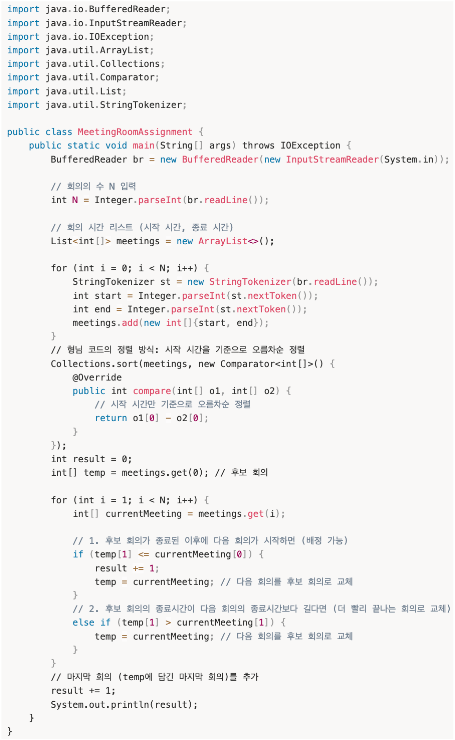 import java.io.BufferedReader;
import java.io.InputStreamReader;
import java.io.IOException;
import java.util.ArrayList;
import java.util.Collections;
import java.util.Comparator;
import java.util.List;
import java.util.StringTokenizer;

public class MeetingRoomAssignment {
    public static void main(String[] args) throws IOException {
        BufferedReader br = new BufferedReader(new InputStreamReader(System.in));

        // 회의의 수 N 입력
        int N = Integer.parseInt(br.readLine());

        // 회의 시간 리스트 (시작 시간, 종료 시간)
        List<int[]> meetings = new ArrayList<>();

        for (int i = 0; i < N; i++) {
            StringTokenizer st = new StringTokenizer(br.readLine());
            int start = Integer.parseInt(st.nextToken());
            int end = Integer.parseInt(st.nextToken());
            meetings.add(new int[]{start, end});
        }
        // 형님 코드의 정렬 방식: 시작 시간을 기준으로 오름차순 정렬
        Collections.sort(meetings, new Comparator<int[]>() {
            @Override
            public int compare(int[] o1, int[] o2) {
                // 시작 시간만 기준으로 오름차순 정렬
                return o1[0] - o2[0];
            }
        });
        int result = 0;
        int[] temp = meetings.get(0); // 후보 회의

        for (int i = 1; i < N; i++) {
            int[] currentMeeting = meetings.get(i);

            // 1. 후보 회의가 종료된 이후에 다음 회의가 시작하면 (배정 가능)
            if (temp[1] <= currentMeeting[0]) {
                result += 1;
                temp = currentMeeting; // 다음 회의를 후보 회의로 교체
            }
            // 2. 후보 회의의 종료시간이 다음 회의의 종료시간보다 길다면 (더 빨리 끝나는 회의로 교체)
            else if (temp[1] > currentMeeting[1]) {
                temp = currentMeeting; // 다음 회의를 후보 회의로 교체
            }
        }
        // 마지막 회의 (temp에 담긴 마지막 회의)를 추가
        result += 1;
        System.out.println(result);
    }
}